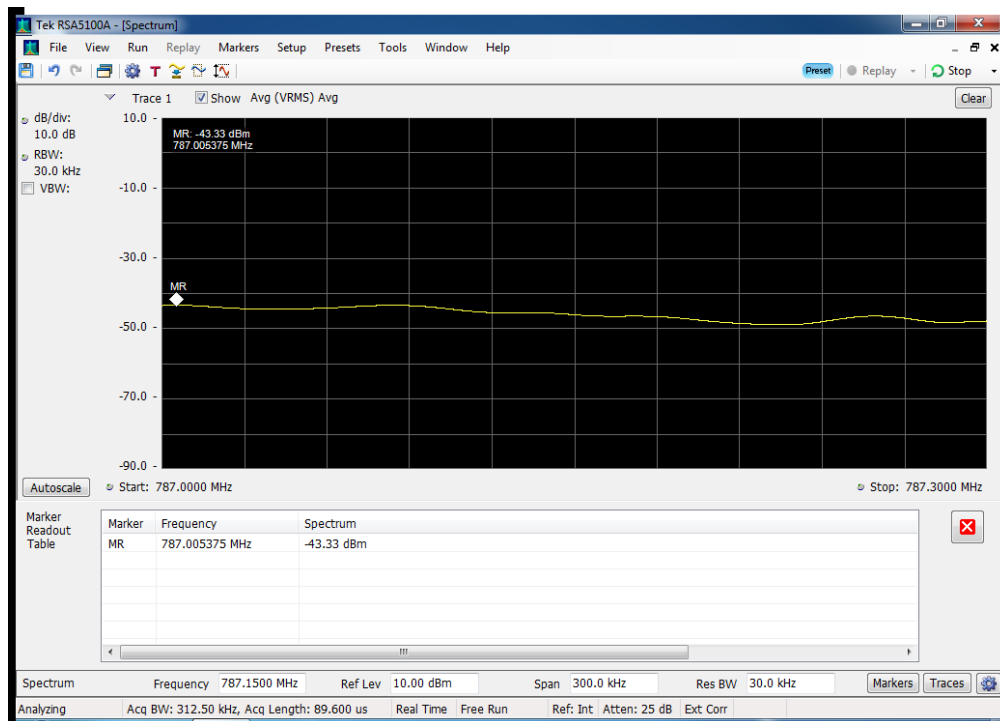 Tek RSA5100A - [Spectrum]
File View Run Replay Markers Setup Presets Tools Window Help
T Preset Replay Stop
Trace 1 Show Avg (VRMS) Avg Clear
dB/div:
10.0 dB
RBW:
30.0 kHz
VBW:
10.0
-10.0
-30.0
-50.0
-70.0
-90.0
MR: -43.33 dBm
787.005375 MHz
MR
Autoscale Start: 787.0000 MHz Stop: 787.3000 MHz
Marker
Readout
Table
Marker Frequency Spectrum
MR 787.005375 MHz -43.33 dBm
Spectrum Frequency 787.1500 MHz Ref Lev 10.00 dBm Span 300.0 kHz Res BW 30.0 kHz Markers Traces
Analyzing Acq BW: 312.50 kHz, Acq Length: 89.600 us Real Time Free Run Ref: Int Atten: 25 dB Ext Corr